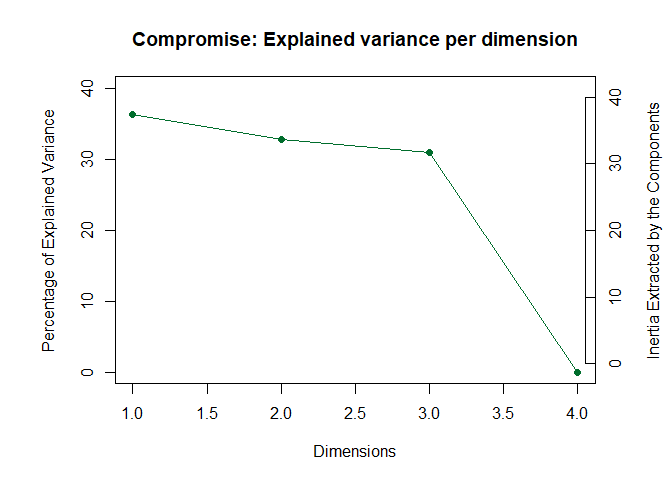 Compromise: Explained variance per dimension
Percentage of Explained Variance
40
30
20
10
0
40
30
20
10
0
Inertia Extracted by the Components
1.0 1.5 2.0 2.5 3.0 3.5 4.0
Dimensions